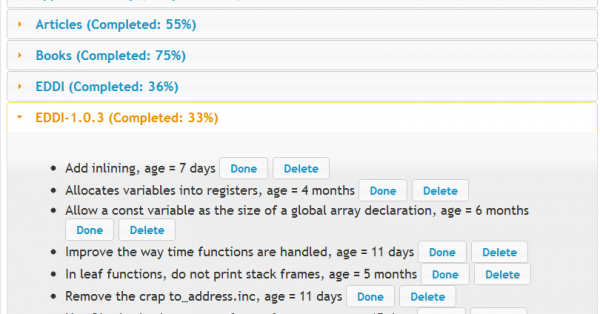 Articles (Completed: 55%)
Books (Completed: 75%)
EDDI (Completed: 36%)
EDDI-1.0.3 (Completed: 33%)
Add inlining, age = 7 days Done Delete
Allocates variables into registers, age = 4 months Done Delete
Allow a const variable as the size of a global array declaration, age = 6 months
Done Delete
Improve the way time functions are handled, age = 11 days Done Delete
In leaf functions, do not print stack frames, age = 5 months Done Delete
Remove the crap to_address.inc, age = 11 days Done Delete